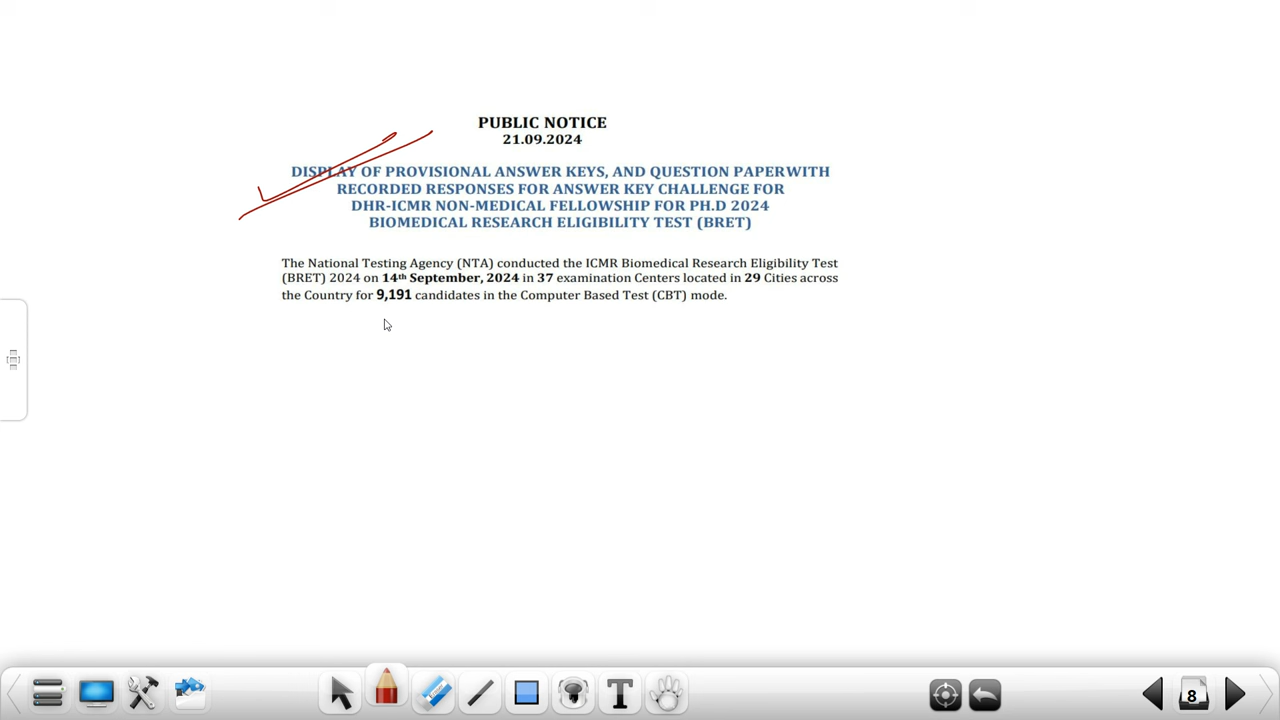 PUBLIC NOTICE
21.09.2024
DISPLAY OF PROVISIONAL ANSWER KEYS, AND QUESTION PAPERWITH
RECORDED RESPONSES FOR ANSWER KEY CHALLENGE FOR
DHR-ICMR NON-MEDICAL FELLOWSHIP FOR PH.D 2024
BIOMEDICAL RESEARCH ELIGIBILITY TEST (BRET)
The National Testing Agency (NTA) conducted the ICMR Biomedical Research Eligibility Test
(BRET) 2024 on 14th September, 2024 in 37 examination Centers located in 29 Cities across
the Country for 9,191 candidates in the Computer Based Test (CBT) mode.
T
8